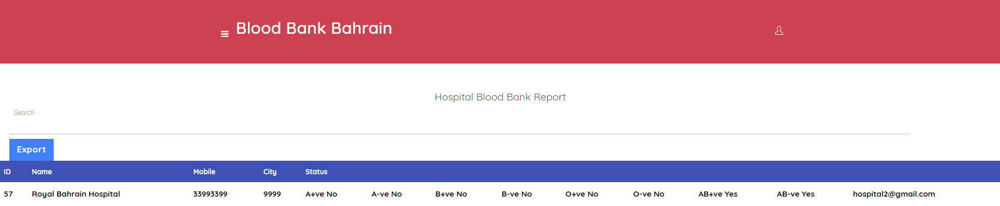 Blood Bank Bahrain
Hospital Blood Bank Report
Search
Export
ID Name Mobile City Status
57 Royal Bahrain Hospital 33993399 9999 A+ve No A-ve No B+ve No B-ve No O+ve No O-ve No AB+ve Yes AB-ve Yes hospital2@gmail.com